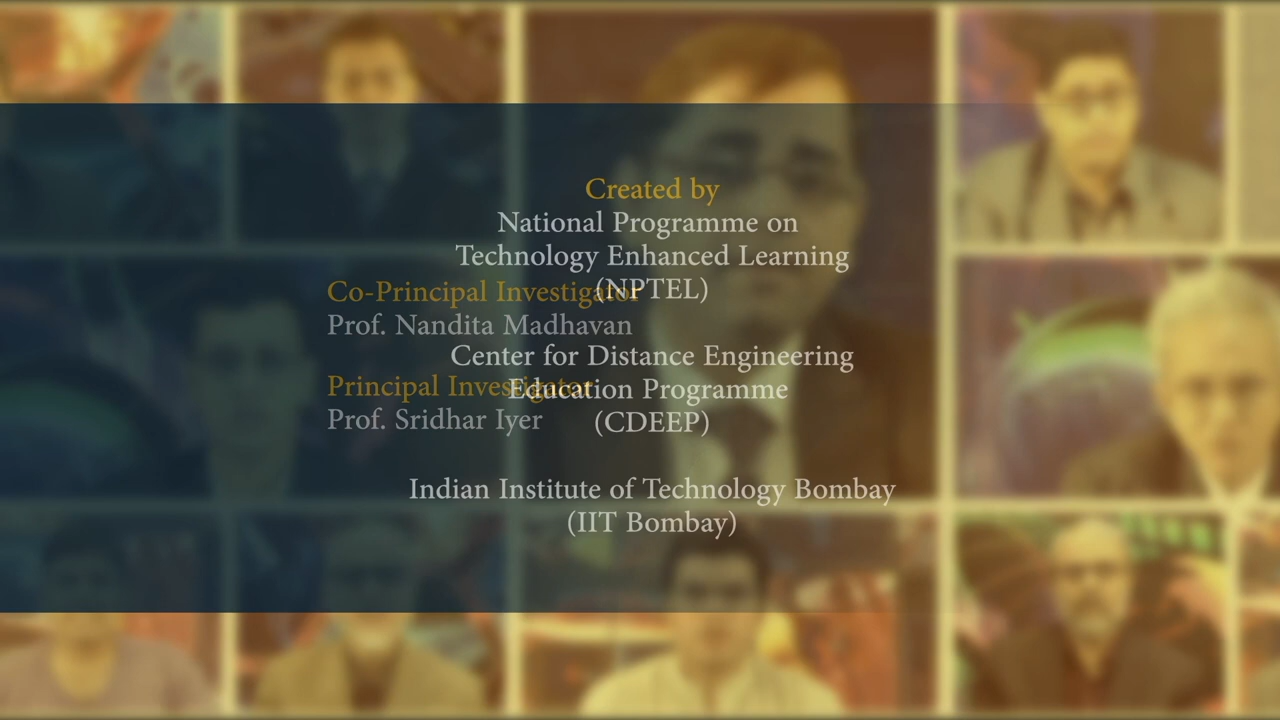 Created by
National Programme on
Technology Enhanced Learning
(NPTEL)
Co-Principal Investigator
Prof. Nandita Madhavan
Center for Distance Engineering
Principal Investigator
Education Programme
Prof. Sridhar Iyer
(CDEEP)
Indian Institute of Technology Bombay
(IIT Bombay)